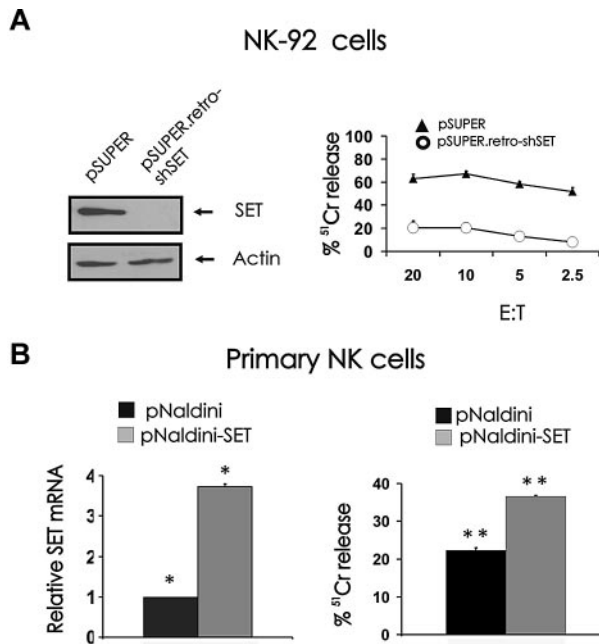 A
NK-92 cells
pSUPER
pSUPER.retro-
shSET
SET
Actin
pSUPER
pSUPER.retro-shSET
% ⁵¹Cr release
100
80
60
40
20
0
20 10 5 2.5
E:T
B
Primary NK cells
pNaldini
pNaldini-SET
Relative SET mRNA
4
3
2
1
0
*
*
pNaldini
pNaldini-SET
% ⁵¹Cr release
40
30
20
10
0
* *
* *